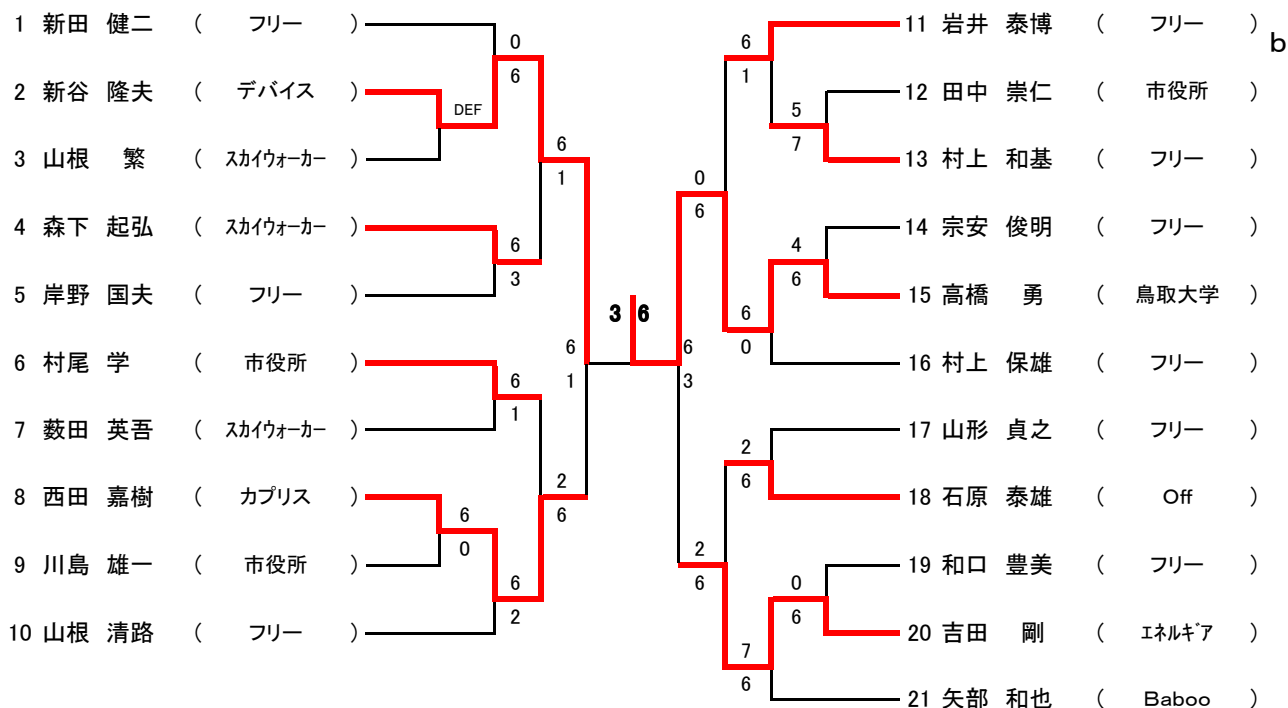 1 新田 健二 ( フリー )
0
6
2 新谷 隆夫 ( デバイス )
DEF
3 山根 繁 ( スカイウォーカー )
6
1
4 森下 起弘 ( スカイウォーカー )
6
3
5 岸野 国夫 ( フリー )
6
1
6 村尾 学 ( 市役所 )
6
1
7 薮田 英吾 ( スカイウォーカー )
2
6
8 西田 嘉樹 ( カプリス )
6
0
9 川島 雄一 ( 市役所 )
6
2
10 山根 清路 ( フリー )
3 6
11 岩井 泰博 ( フリー )
b
6
1
12 田中 崇仁 ( 市役所 )
5
7
13 村上 和基 ( フリー )
0
6
14 宗安 俊明 ( フリー )
4
6
15 高橋 勇 ( 鳥取大学 )
6
0
16 村上 保雄 ( フリー )
6
3
17 山形 貞之 ( フリー )
2
6
18 石原 泰雄 ( Off )
2
6
19 和口 豊美 ( フリー )
0
6
20 吉田 剛 ( エネルギア )
7
6
21 矢部 和也 ( Baboo )